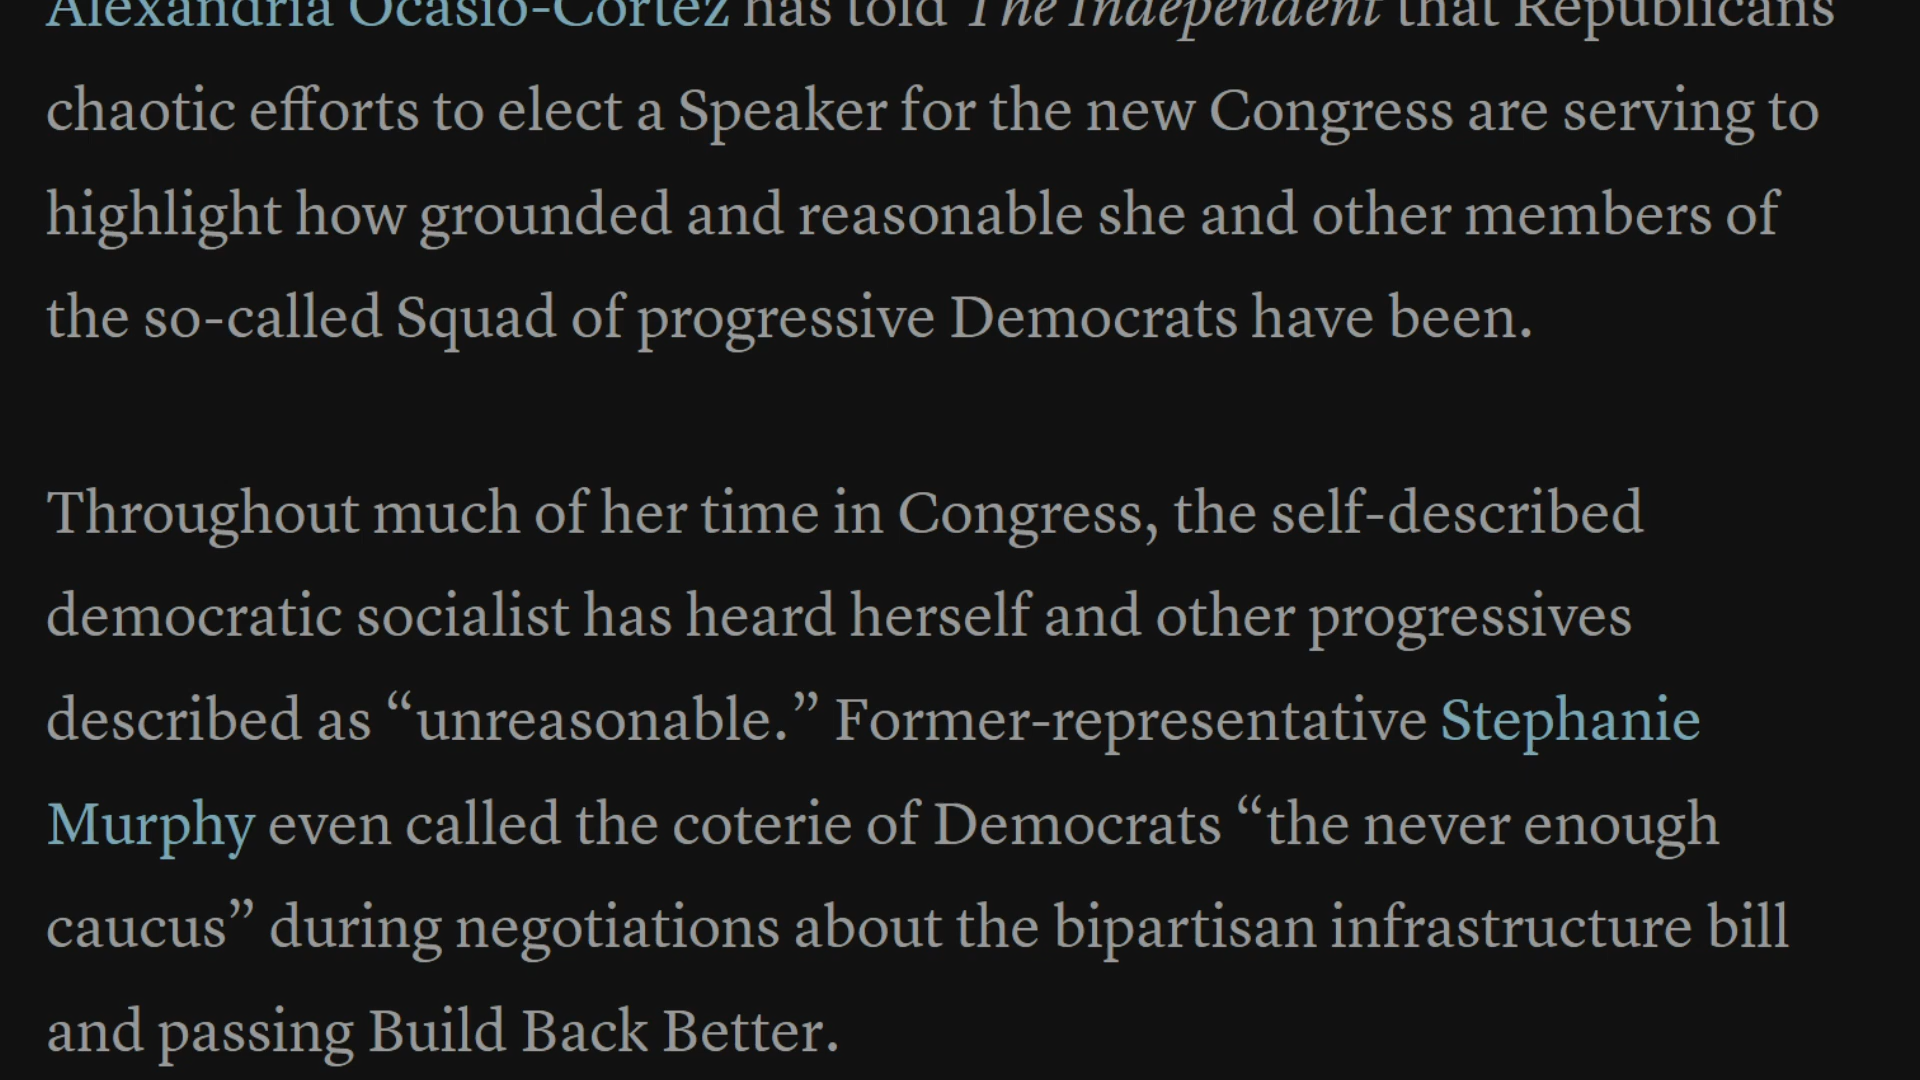 Alexandria Ocasio-Cortez has told The Independent that Republicans
chaotic efforts to elect a Speaker for the new Congress are serving to
highlight how grounded and reasonable she and other members of
the so-called Squad of progressive Democrats have been.
Throughout much of her time in Congress, the self-described
democratic socialist has heard herself and other progressives
described as “unreasonable.” Former-representative Stephanie
Murphy even called the coterie of Democrats “the never enough
caucus” during negotiations about the bipartisan infrastructure bill
and passing Build Back Better.